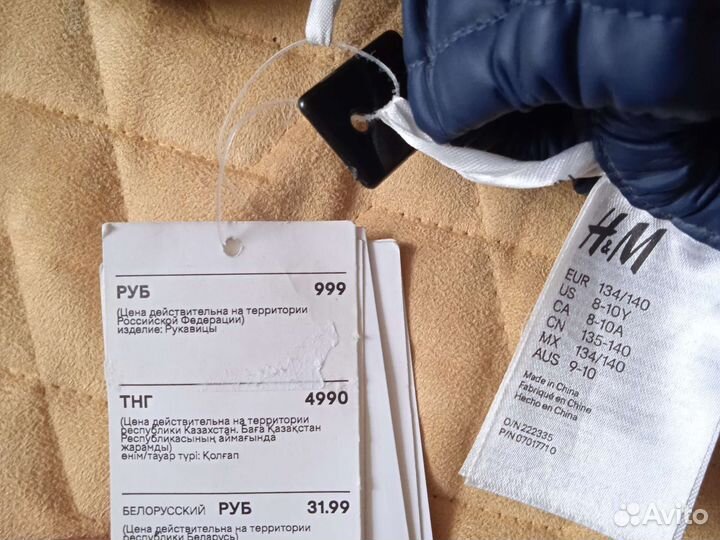 РУБ 999
(Цена действительна на территории
Российской Федерации)
изделие: Рукавицы
ТНГ 4990
(Цена действительна на территории
республики Казахстан. Баға Қазақстан
Республикасының аймағында
жарамды)
өнім/тауар түрі: Қолғап
БЕЛОРУССКИЙ РУБ 31.99
(Цена действительна на территории
республики Беларусь)
H&M
EUR 134/140
US 8-10Y
CA 8-10A
CN 135-140
MX 134/140
AUS 9-10
Made in China
Fabriqué en Chine
Hecho en China
O/N 222335
P/N 0701771.0
Avito